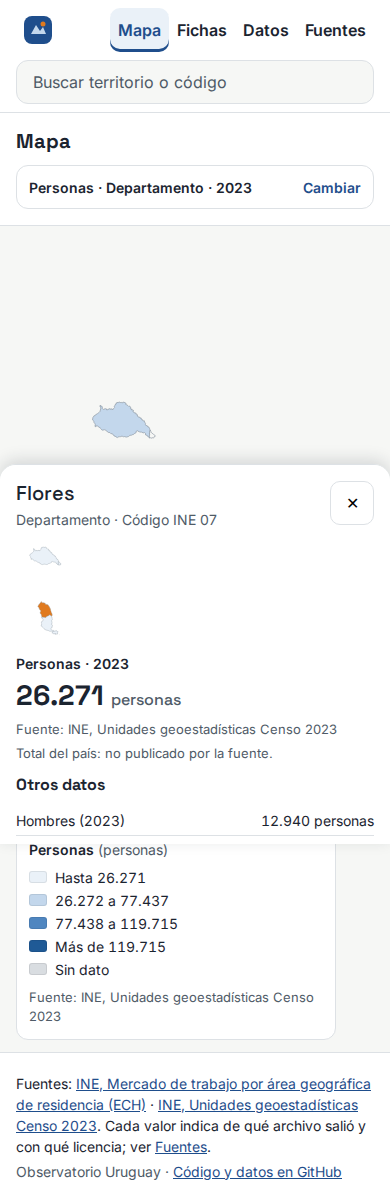 Mapa Fichas Datos Fuentes
Buscar territorio o código
Mapa
Personas · Departamento · 2023 Cambiar
Flores
✕
Departamento · Código INE 07
Personas · 2023
26.271 personas
Fuente: INE, Unidades geoestadísticas Censo 2023
Total del país: no publicado por la fuente.
Otros datos
Hombres (2023) 12.940 personas
Personas (personas)
Hasta 26.271
26.272 a 77.437
77.438 a 119.715
Más de 119.715
Sin dato
Fuente: INE, Unidades geoestadísticas Censo
2023
Fuentes: INE, Mercado de trabajo por área geográfica
de residencia (ECH) · INE, Unidades geoestadísticas
Censo 2023. Cada valor indica de qué archivo salió y
con qué licencia; ver Fuentes.
Observatorio Uruguay · Código y datos en GitHub